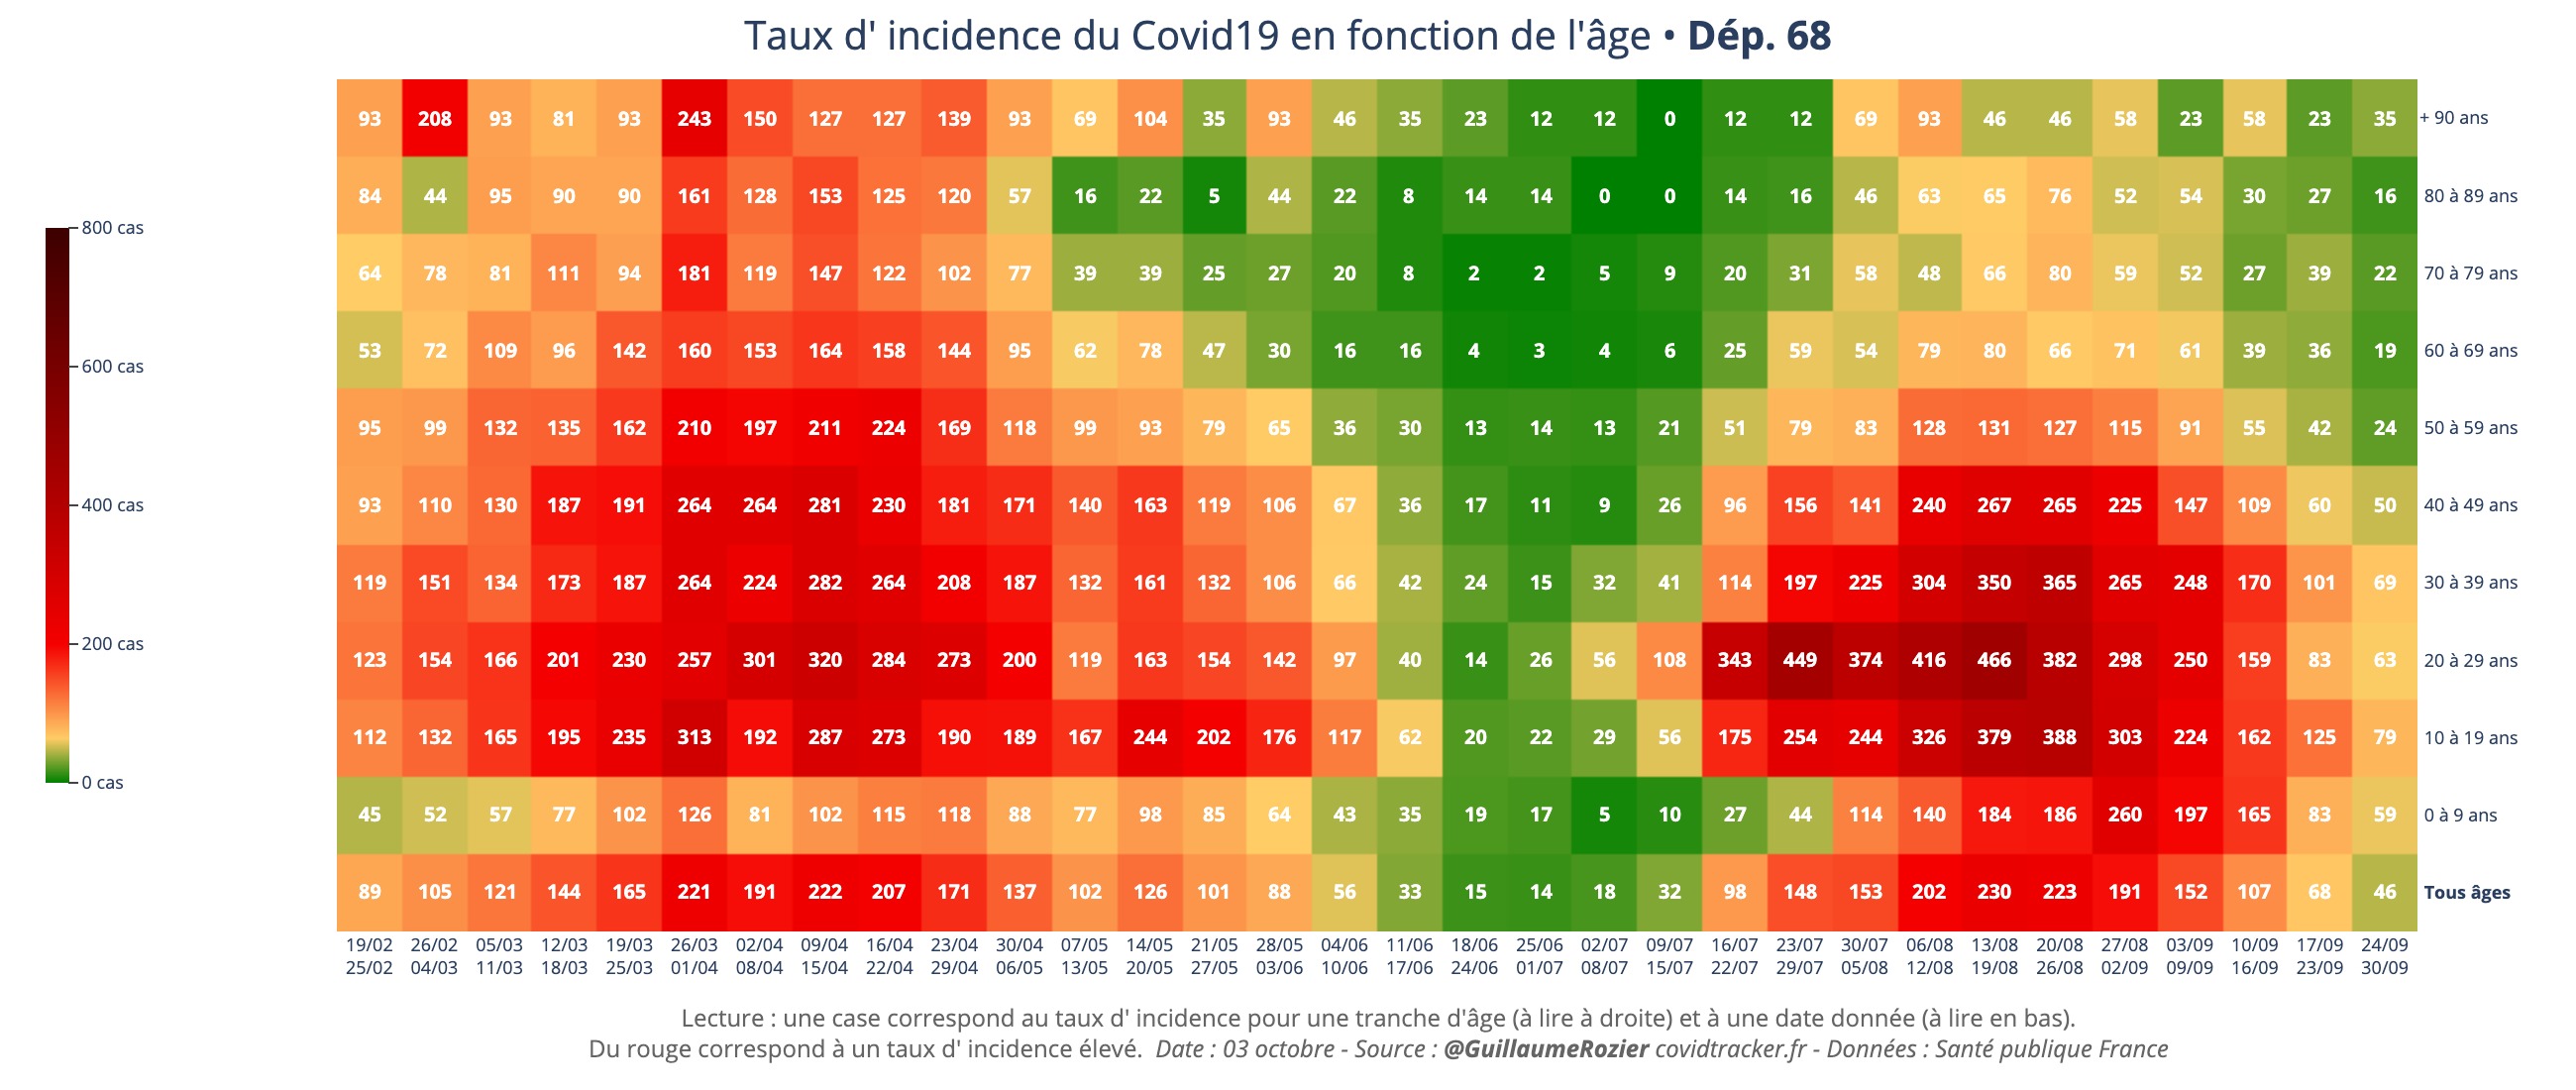 Taux d' incidence du Covid19 en fonction de l'âge • Dép. 68
93 208 93 81 93 243 150 127 127 139 93 69 104 35 93 46 35 23 12 12 0 12 12 69 93 46 46 58 23 58 23 35 + 90 ans
84 44 95 90 90 161 128 153 125 120 57 16 22 5 44 22 8 14 14 0 0 14 16 46 63 65 76 52 54 30 27 16 80 à 89 ans
800 cas
64 78 81 111 94 181 119 147 122 102 77 39 39 25 27 20 8 2 2 5 9 20 31 58 48 66 80 59 52 27 39 22 70 à 79 ans
53 72 109 96 142 160 153 164 158 144 95 62 78 47 30 16 16 4 3 4 6 25 59 54 79 80 66 71 61 39 36 19 60 à 69 ans
600 cas
95 99 132 135 162 210 197 211 224 169 118 99 93 79 65 36 30 13 14 13 21 51 79 83 128 131 127 115 91 55 42 24 50 à 59 ans
400 cas
93 110 130 187 191 264 264 281 230 181 171 140 163 119 106 67 36 17 11 9 26 96 156 141 240 267 265 225 147 109 60 50 40 à 49 ans
119 151 134 173 187 264 224 282 264 208 187 132 161 132 106 66 42 24 15 32 41 114 197 225 304 350 365 265 248 170 101 69 30 à 39 ans
200 cas
123 154 166 201 230 257 301 320 284 273 200 119 163 154 142 97 40 14 26 56 108 343 449 374 416 466 382 298 250 159 83 63 20 à 29 ans
112 132 165 195 235 313 192 287 273 190 189 167 244 202 176 117 62 20 22 29 56 175 254 244 326 379 388 303 224 162 125 79 10 à 19 ans
0 cas
45 52 57 77 102 126 81 102 115 118 88 77 98 85 64 43 35 19 17 5 10 27 44 114 140 184 186 260 197 165 83 59 0 à 9 ans
89 105 121 144 165 221 191 222 207 171 137 102 126 101 88 56 33 15 14 18 32 98 148 153 202 230 223 191 152 107 68 46 Tous âges
19/02 26/02 05/03 12/03 19/03 26/03 02/04 09/04 16/04 23/04 30/04 07/05 14/05 21/05 28/05 04/06 11/06 18/06 25/06 02/07 09/07 16/07 23/07 30/07 06/08 13/08 20/08 27/08 03/09 10/09 17/09 24/09
25/02 04/03 11/03 18/03 25/03 01/04 08/04 15/04 22/04 29/04 06/05 13/05 20/05 27/05 03/06 10/06 17/06 24/06 01/07 08/07 15/07 22/07 29/07 05/08 12/08 19/08 26/08 02/09 09/09 16/09 23/09 30/09
Lecture : une case correspond au taux d' incidence pour une tranche d'âge (à lire à droite) et à une date donnée (à lire en bas).
Du rouge correspond à un taux d' incidence élevé. Date : 03 octobre - Source : @GuillaumeRozier covidtracker.fr - Données : Santé publique France